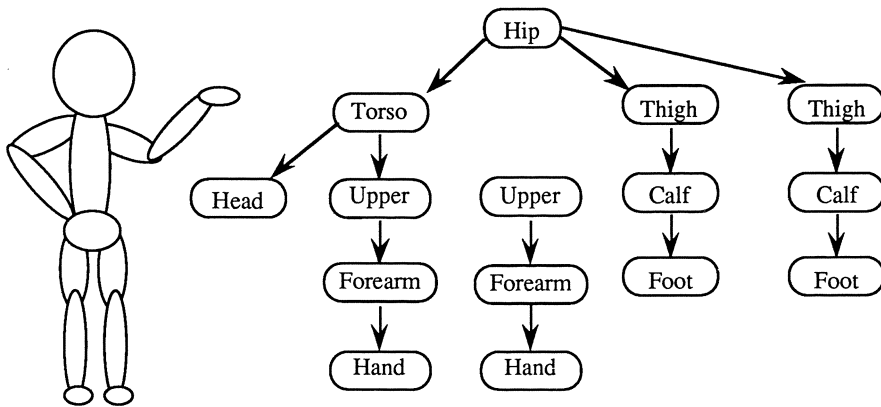 Hip
Torso
Thigh
Thigh
Head
Upper
Upper
Calf
Calf
Forearm
Forearm
Foot
Foot
Hand
Hand